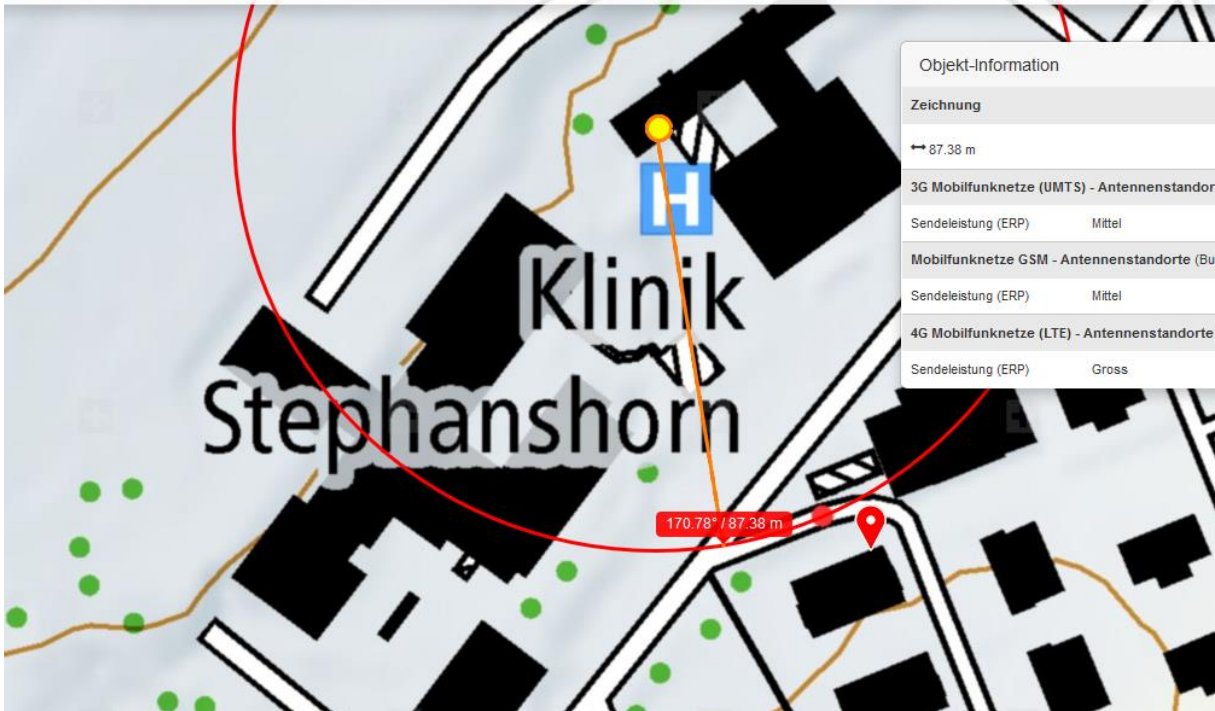 Objekt-Information
Zeichnung
↔ 87.38 m
3G Mobilfunknetze (UMTS) - Antennenstandor
Sendeleistung (ERP) Mittel
Mobilfunknetze GSM - Antennenstandorte (Bu
Sendeleistung (ERP) Mittel
4G Mobilfunknetze (LTE) - Antennenstandorte
Sendeleistung (ERP) Gross
H
Klinik
Stephanshorn
170.78° / 87.38 m